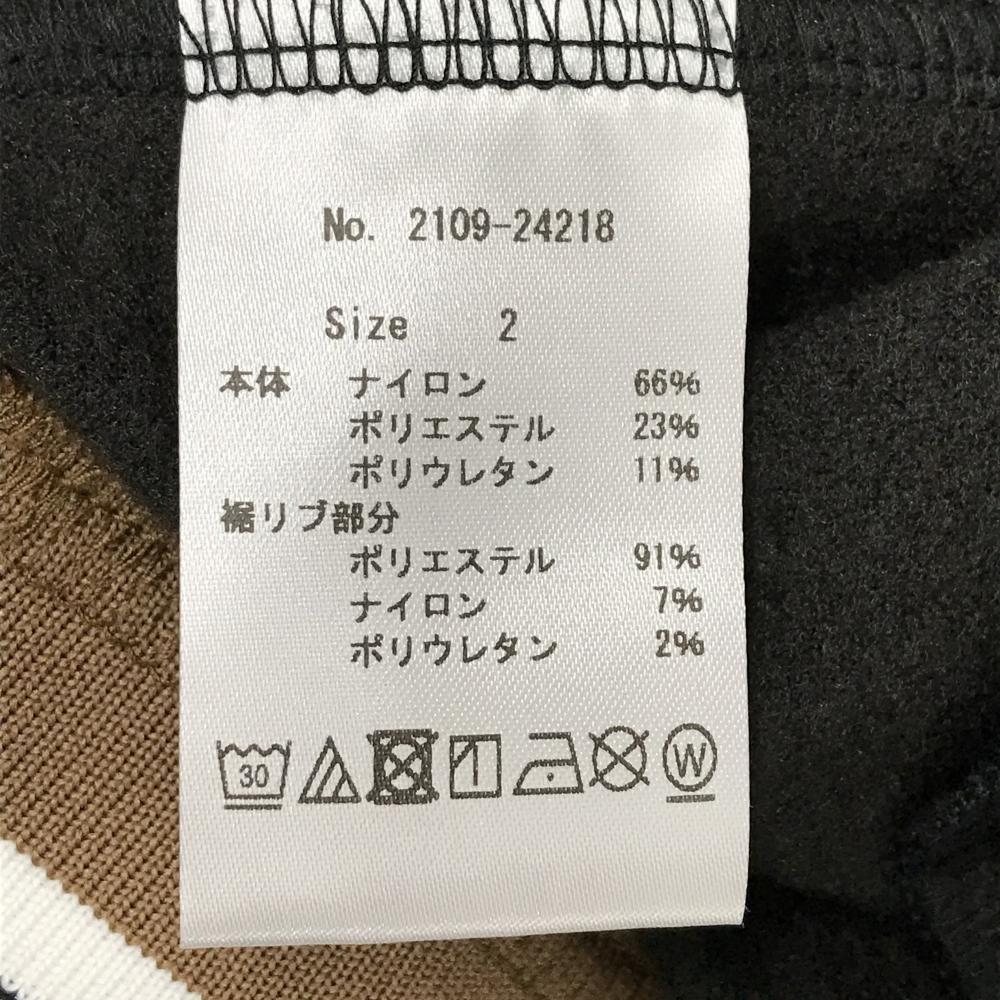 No. 2109-24218
Size 2
本体 ナイロン 66%
ポリエステル 23%
ポリウレタン 11%
裾リブ部分
ポリエステル 91%
ナイロン 7%
ポリウレタン 2%
30 W